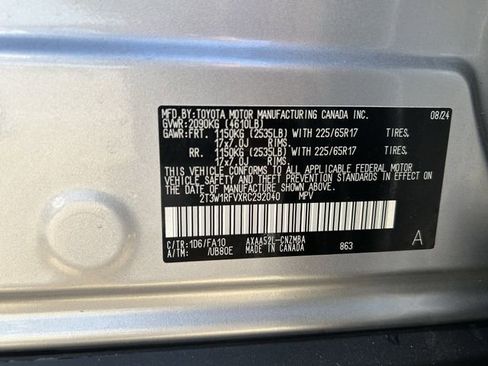 MFD.BY:TOYOTA MOTOR MANUFACTURING CANADA INC. 08/24
GVWR:2090KG (4610LB)
GAWR:FRT. 1150KG (2535LB) WITH 225/65R17 TIRES,
17x7.0J RIMS.
RR. 1150KG (2535LB) WITH 225/65R17 TIRES,
17x7.0J RIMS.
THIS VEHICLE CONFORMS TO ALL APPLICABLE FEDERAL MOTOR
VEHICLE SAFETY AND THEFT PREVENTION STANDARDS IN EFFECT
ON THE DATE OF MANUFACTURE SHOWN ABOVE.
2T3W1RFVXRC292040 MPV
C/TR:1D6/FA10 AXAA52L-CNZMBA 863 A
A/TM: /UB80E MADE IN CANADA